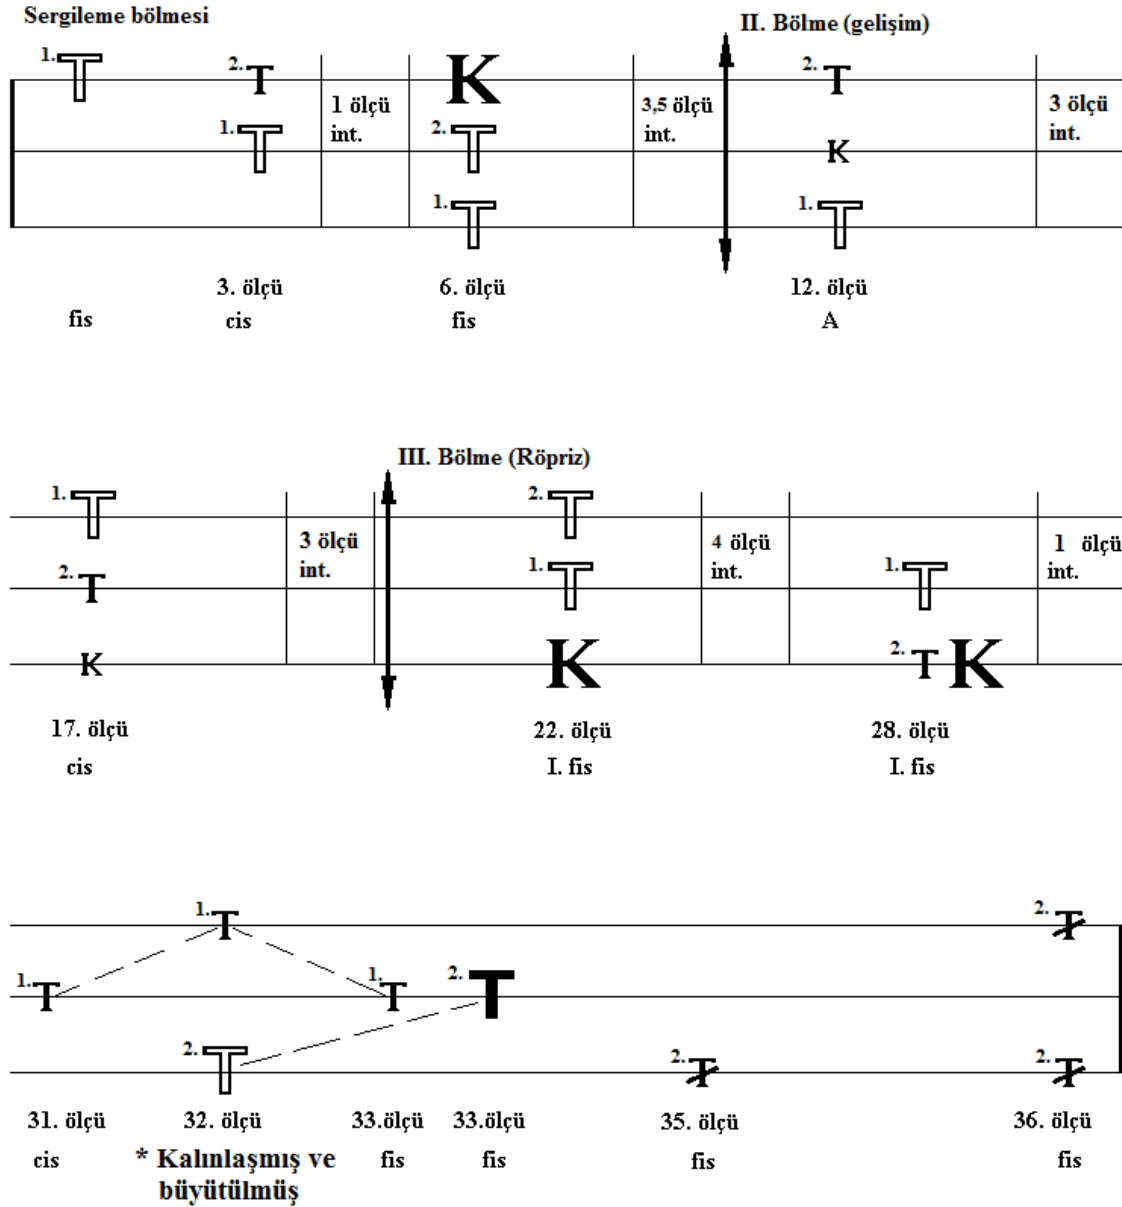 Sergileme bölmesi
II. Bölme (gelişim)
1. T
2. T
K
2. T
1. T
1 ölçü
int.
2. T
3,5 ölçü
int.
K
3 ölçü
int.
1. T
1. T
3. ölçü
6. ölçü
12. ölçü
fis
cis
fis
A
III. Bölme (Röpriz)
1. T
2. T
3 ölçü
int.
4 ölçü
int.
1 ölçü
int.
2. T
1. T
1. T
K
K
2. T K
17. ölçü
22. ölçü
28. ölçü
cis
I. fis
I. fis
1. T
2. T
1. T
1. T
2. T
2. T
2. T
2. T
31. ölçü
32. ölçü
33.ölçü
33.ölçü
35. ölçü
36. ölçü
cis
* Kalınlaşmış ve
büyütülmüş
fis
fis
fis
fis